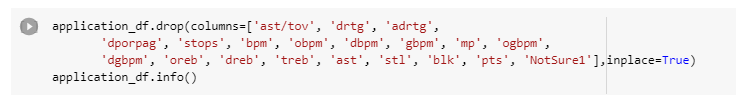 application_df.drop(columns=['ast/tov', 'drtg', 'adrtg',
'dporpag', 'stops', 'bpm', 'obpm', 'dbpm', 'gbpm', 'mp', 'ogbpm',
'dgbpm', 'oreb', 'dreb', 'treb', 'ast', 'stl', 'blk', 'pts', 'NotSure1'],inplace=True)
application_df.info()